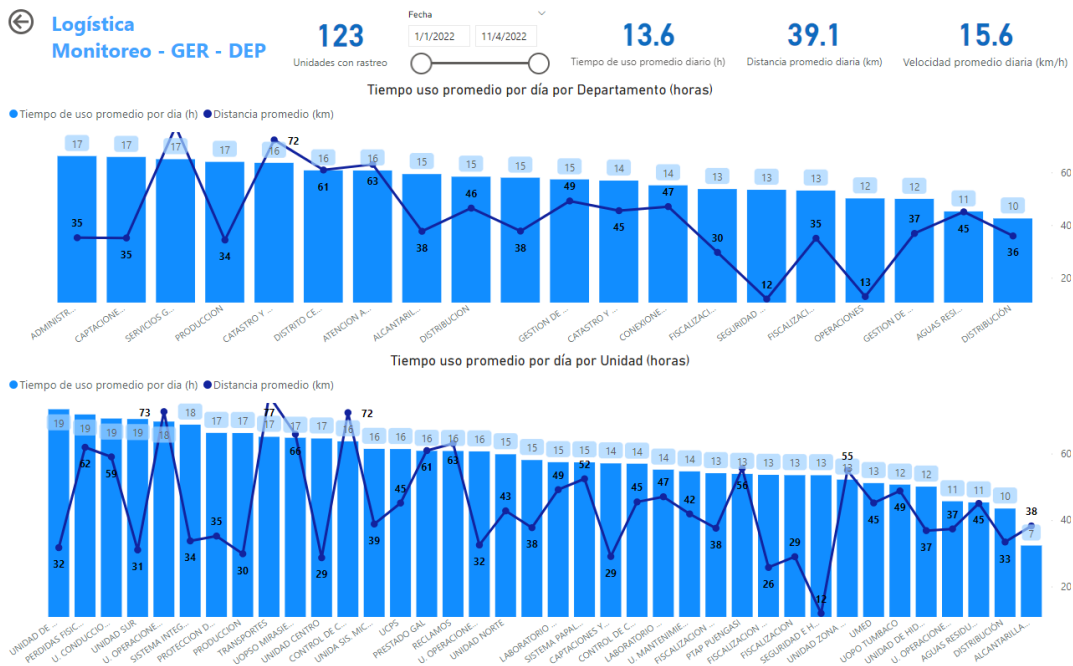 Logística
Monitoreo - GER - DEP
123
Unidades con rastreo
Fecha
1/1/2022 11/4/2022
13.6
Tiempo de uso promedio diario (h)
39.1
Distancia promedio diaria (km)
15.6
Velocidad promedio diaria (km/h)
Tiempo uso promedio por día por Departamento (horas)
Tiempo de uso promedio por dia (h) Distancia promedio (km)
17 17 17 17 16 16 16 15 15 15 15 14 14 13 13 13 12 12 11 10
35 35 34 72 61 63 38 46 38 49 45 47 30 12 35 13 37 45 36
60
40
20
ADMINISTR... CAPTACIONE... SERVICIOS G... PRODUCCION CATASTRO Y ... DISTRITO CE... ATENCION A... ALCANTARIL... DISTRIBUCION GESTION DE ... CATASTRO Y ... CONEXIONE... FISCALIZACI... SEGURIDAD ... FISCALIZACI... OPERACIONES GESTION DE ... AGUAS RESI... DISTRIBUCIÓN
Tiempo uso promedio por día por Unidad (horas)
Tiempo de uso promedio por dia (h) Distancia promedio (km)
19 19 19 19 18 18 17 17 17 17 17 16 16 16 16 16 16 15 15 15 15 14 14 14 14 13 13 13 13 13 13 13 12 12 11 11 10 7
32 62 59 31 73 34 35 30 77 66 29 72 39 45 61 63 32 43 38 49 52 29 45 47 42 38 56 26 29 12 55 45 49 37 37 45 33 38
60
40
20
UNIDAD DE ... PERDIDAS FISIC... U. CONDUCCIO... UNIDAD SUR U. OPERACIONE... SISTEMA INTEG... PROTECCION D... PRODUCCION TRANSPORTES UOPSO MIRASIE... UNIDAD CENTRO CONTROL DE C... UNIDA SIS. MIC... UCPS PRESTADO GAL RECLAMOS U. OPERACIONE... UNIDAD NORTE LABORATORIO ... SISTEMA PAPAL... CAPTACIONES Y... CONTROL DE C... LABORATORIO ... U. MANTENIMIE... FISCALIZACION ... PTAP PUENGASI FISCALIZACION ... FISCALIZACION SEGURIDAD E H... UNIDAD ZONA ... UMED UOPO TUMBACO UNIDAD DE HID... U. OPERACIONE... AGUAS RESIDU... DISTRIBUCIÓN ALCANTARILLA...